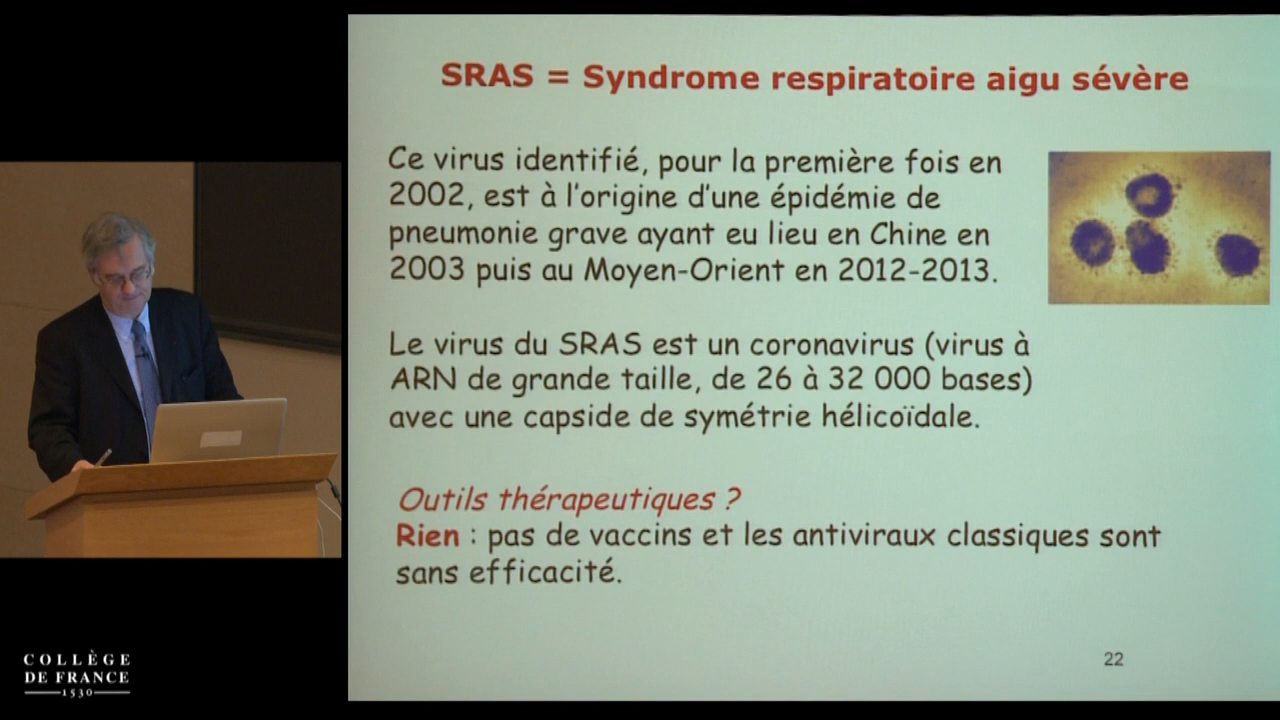 SRAS = Syndrome respiratoire aigu sévère
Ce virus identifié, pour la première fois en
2002, est à l'origine d'une épidémie de
pneumonie grave ayant eu lieu en Chine en
2003 puis au Moyen-Orient en 2012-2013.
Le virus du SRAS est un coronavirus (virus à
ARN de grande taille, de 26 à 32 000 bases)
avec une capside de symétrie hélicoïdale.
Outils thérapeutiques ?
Rien : pas de vaccins et les antiviraux classiques sont
sans efficacité.
22
COLLÈGE
DE FRANCE
1530